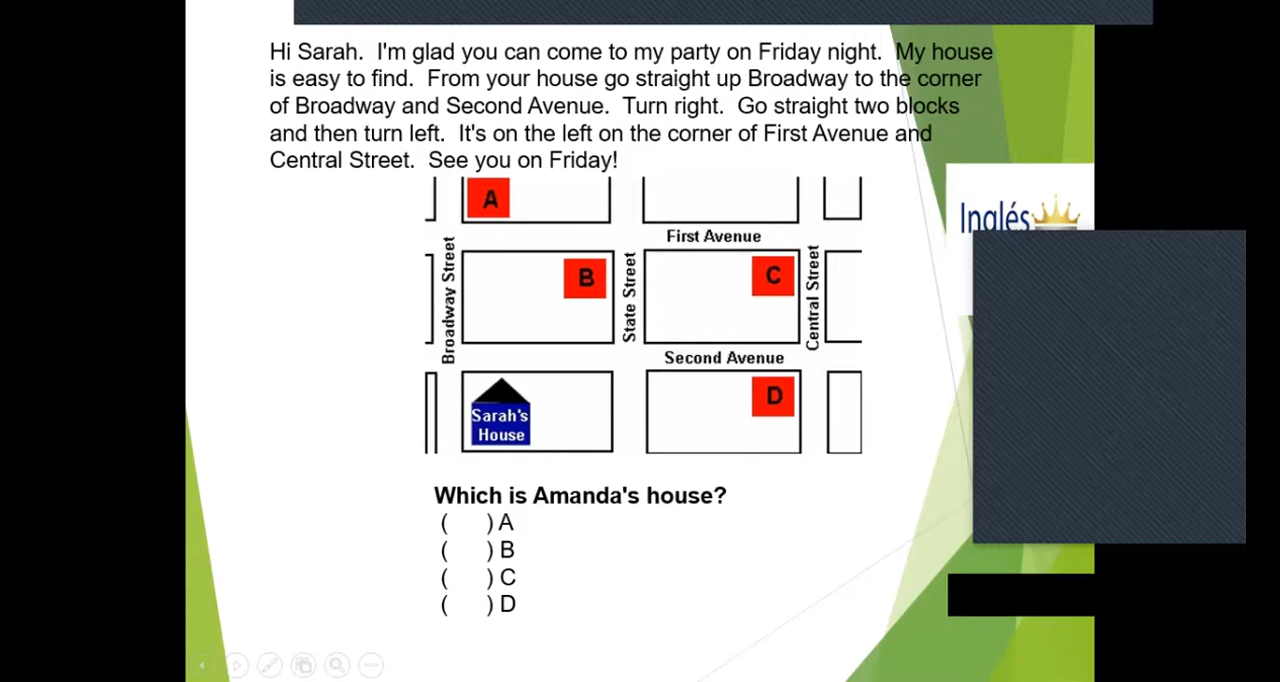 Hi Sarah.  I'm glad you can come to my party on Friday night.  My house
is easy to find.  From your house go straight up Broadway to the corner
of Broadway and Second Avenue.  Turn right.  Go straight two blocks
and then turn left.  It's on the left on the corner of First Avenue and
Central Street.  See you on Friday!
A
Inglés
First Avenue
B
C
Broadway Street
State Street
Central Street
Second Avenue
D
Sarah's
House
Which is Amanda's house?
(      ) A
(      ) B
(      ) C
(      ) D